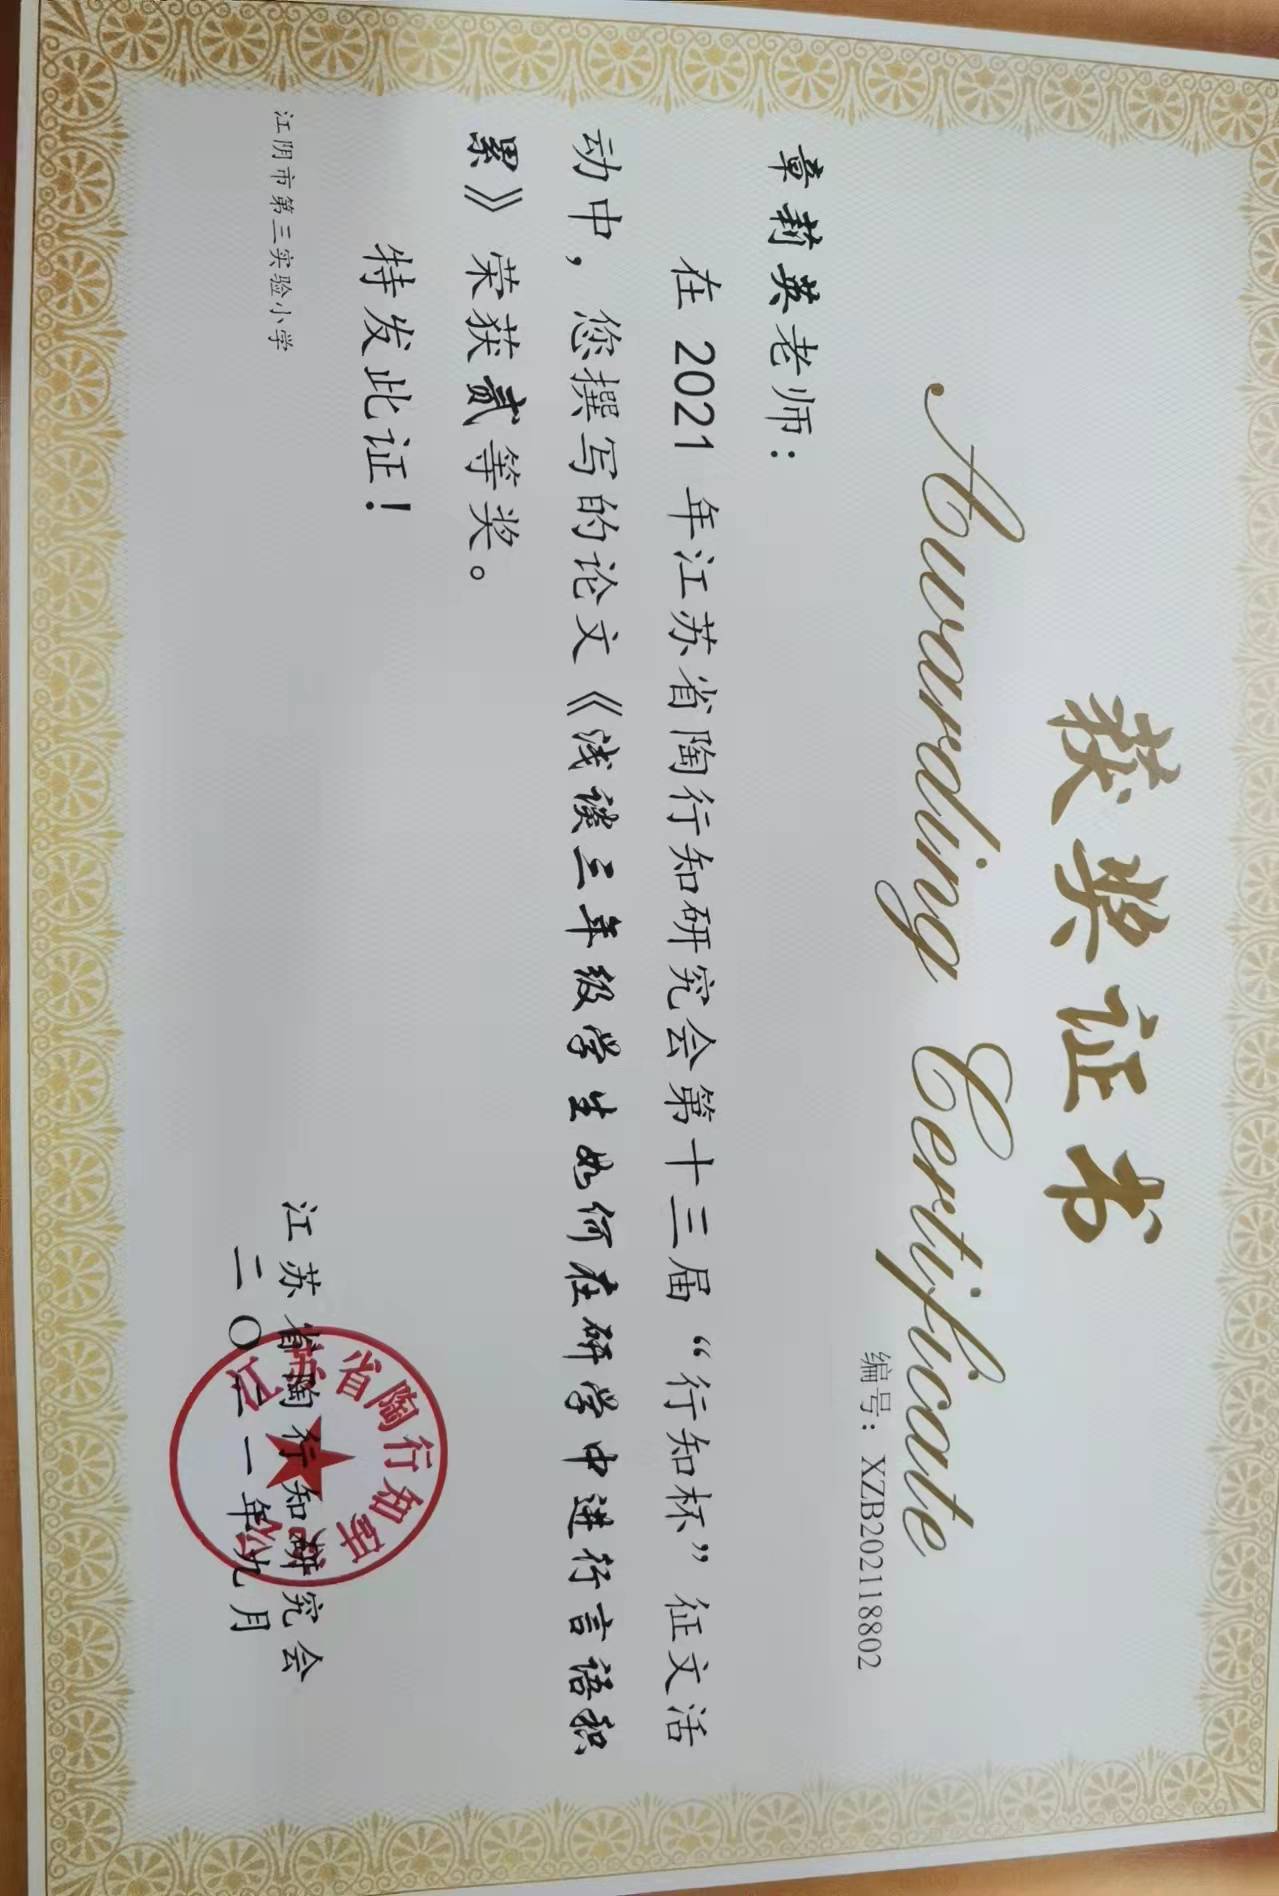 获奖证书
Awarding Certificate
编号：XZB202118802
章莉英老师：
在 2021 年江苏省陶行知研究会第十三届“行知杯”征文活
动中，您撰写的论文《浅谈三年级学生如何在研学中进行言语积
累》荣获贰等奖。
特发此证！
江阴市第三实验小学
江苏省陶行知研究会
二〇二一年九月